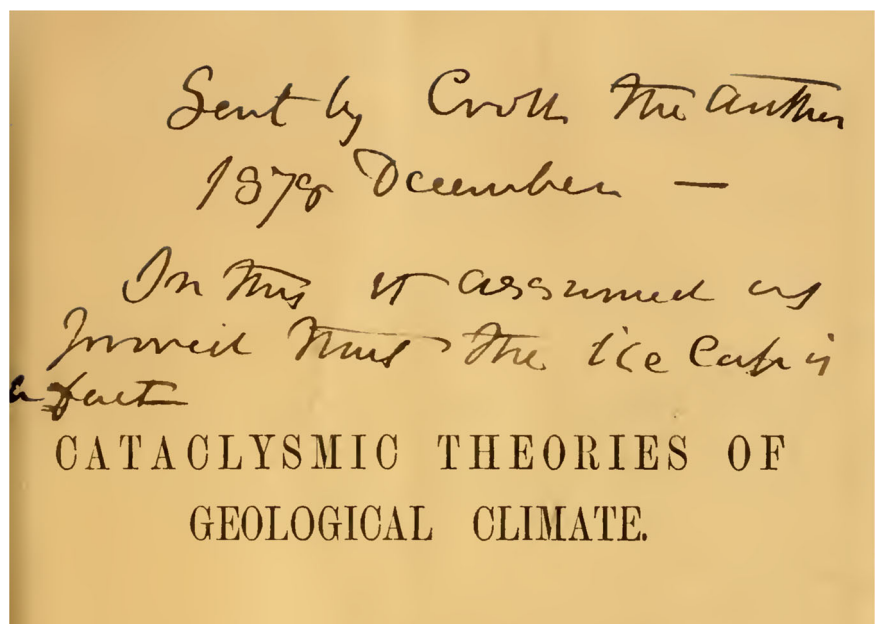 Sent by Croll the Author
1878 December —
In this it assumed as
proved that the Ice Cap is
a fact
CATACLYSMIC THEORIES OF
GEOLOGICAL CLIMATE.